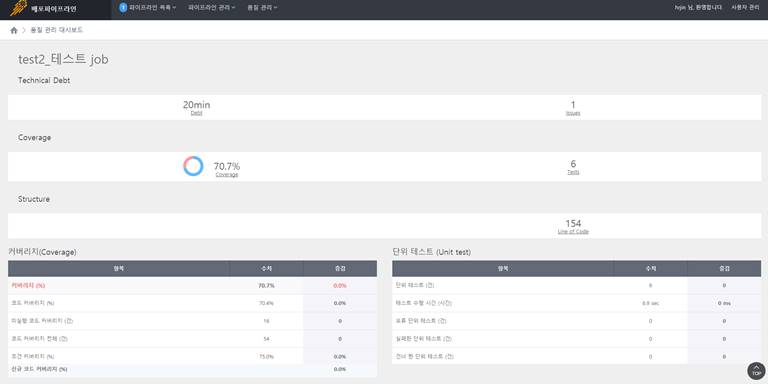 배포파이프라인
1 파이프라인 목록 파이프라인 관리 품질 관리
님, 환영합니다. 사용자 관리
품질 관리 대시보드
test2_테스트 job
Technical Debt
20min 1
Debt Issues
Coverage
70.7% 6
Coverage Tests
Structure
154
Line of Code
커버리지(Coverage) 단위 테스트 (Unit test)
항목 수치 증감 항목 수치 증감
커버리지 (%) 70.7% 0.0% 단위 테스트 (건) 6 0
코드 커버리지 (%) 70.4% 0.0% 테스트 수행 시간 (시간) 6.9 sec 0 ms
미실행 코드 커버리지 (건) 16 0 오류 단위 테스트 (건) 0 0
코드 커버리지 전체 (건) 54 0 실패한 단위 테스트 (건) 0 0
조건 커버리지 (%) 75.0% 0.0% 건너 뛴 단위 테스트 (건) 0 0
신규 코드 커버리지 (%) 0.0%
TOP